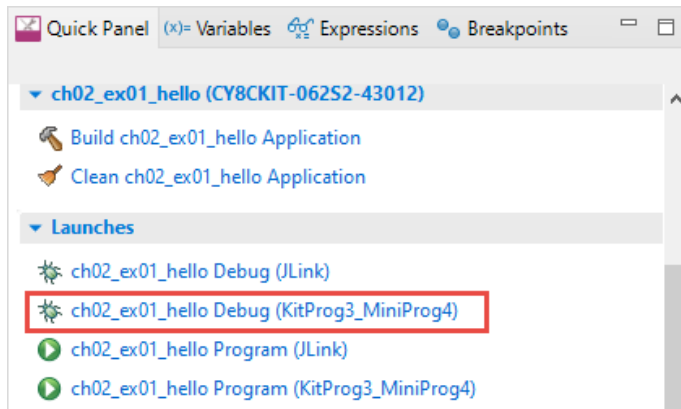 Quick Panel (x)= Variables Expressions Breakpoints
ch02_ex01_hello (CY8CKIT-062S2-43012)
Build ch02_ex01_hello Application
Clean ch02_ex01_hello Application
Launches
ch02_ex01_hello Debug (JLink)
ch02_ex01_hello Debug (KitProg3_MiniProg4)
ch02_ex01_hello Program (JLink)
ch02_ex01_hello Program (KitProg3_MiniProg4)